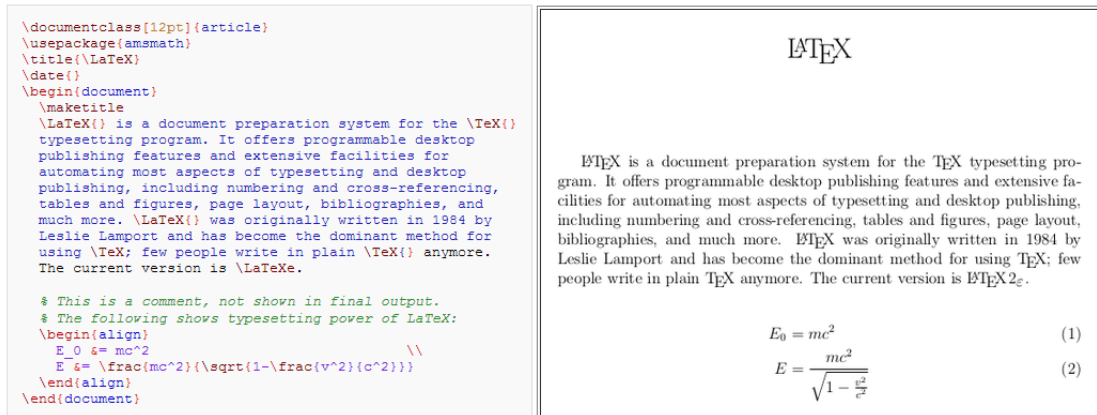 \documentclass[12pt]{article}
\usepackage{amsmath}
\title{\LaTeX}
\date{}
\begin{document}
  \maketitle
  \LaTeX{} is a document preparation system for the \TeX{}
  typesetting program. It offers programmable desktop
  publishing features and extensive facilities for
  automating most aspects of typesetting and desktop
  publishing, including numbering and cross-referencing,
  tables and figures, page layout, bibliographies, and
  much more. \LaTeX{} was originally written in 1984 by
  Leslie Lamport and has become the dominant method for
  using \TeX; few people write in plain \TeX{} anymore.
  The current version is \LaTeXe.

  % This is a comment, not shown in final output.
  % The following shows typesetting power of LaTeX:
  \begin{align}
    E_0 &= mc^2                              \\
    E &= \frac{mc^2}{\sqrt{1-\frac{v^2}{c^2}}}
  \end{align}
\end{document}
LATEX
LATEX is a document preparation system for the TEX typesetting pro-
gram. It offers programmable desktop publishing features and extensive fa-
cilities for automating most aspects of typesetting and desktop publishing,
including numbering and cross-referencing, tables and figures, page layout,
bibliographies, and much more. LATEX was originally written in 1984 by
Leslie Lamport and has become the dominant method for using TEX; few
people write in plain TEX anymore. The current version is LATEX 2ε.
E₀ = mc² (1)
E = mc² / √(1 − v²/c²) (2)